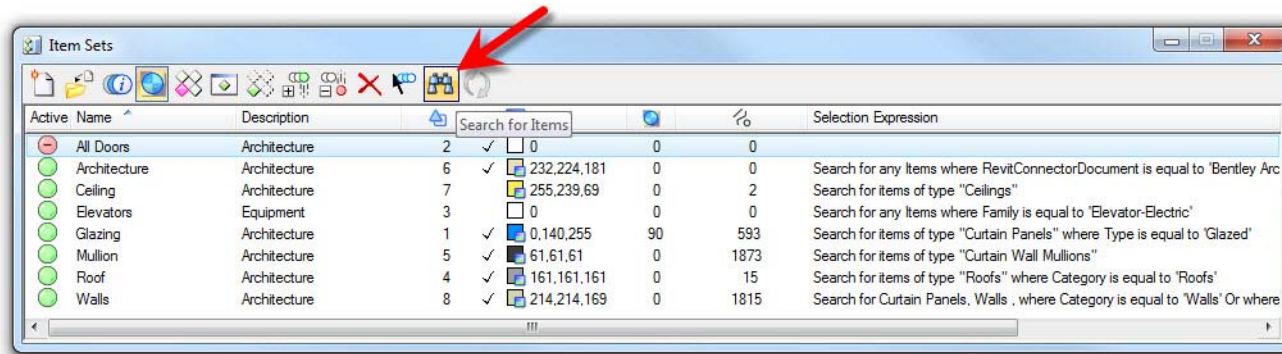 Item Sets
Active Name Description Selection Expression
Search for Items
All Doors Architecture 2 0 0 0
Architecture Architecture 6 232,224,181 0 0 Search for any Items where RevitConnectorDocument is equal to 'Bentley Arc
Ceiling Architecture 7 255,239,69 0 2 Search for items of type "Ceilings"
Elevators Equipment 3 0 0 0 Search for any Items where Family is equal to 'Elevator-Electric'
Glazing Architecture 1 0,140,255 90 593 Search for items of type "Curtain Panels" where Type is equal to 'Glazed'
Mullion Architecture 5 61,61,61 0 1873 Search for items of type "Curtain Wall Mullions"
Roof Architecture 4 161,161,161 0 15 Search for items of type "Roofs" where Category is equal to 'Roofs'
Walls Architecture 8 214,214,169 0 1815 Search for Curtain Panels, Walls , where Category is equal to 'Walls' Or where